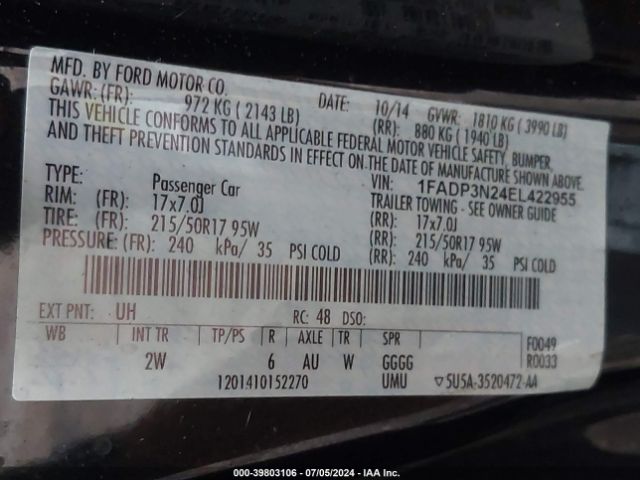 MFD. BY FORD MOTOR CO.
DATE: 10/14 GVWR: 1810 KG ( 3990 LB)
GAWR: (FR): 972 KG ( 2143 LB) (RR): 880 KG ( 1940 LB)
THIS VEHICLE CONFORMS TO ALL APPLICABLE FEDERAL MOTOR VEHICLE SAFETY, BUMPER,
AND THEFT PREVENTION STANDARDS IN EFFECT ON THE DATE OF MANUFACTURE SHOWN ABOVE.
VIN: 1FADP3N24EL422955
TYPE: Passenger Car TRAILER TOWING - SEE OWNER GUIDE
RIM: (FR): 17x7.0J (RR): 17x7.0J
TIRE: (FR): 215/50R17 95W (RR): 215/50R17 95W
PRESSURE: (FR): 240 kPa/ 35 PSI COLD (RR): 240 kPa/ 35 PSI COLD
EXT PNT: UH RC: 48 DSO:
WB INT TR TP/PS R AXLE TR SPR F0049
2W 6 AU W GGGG R0033
1201410152270 UMU ▽SU5A-3520472-AA
000-39803106 - 07/05/2024 - IAA Inc.